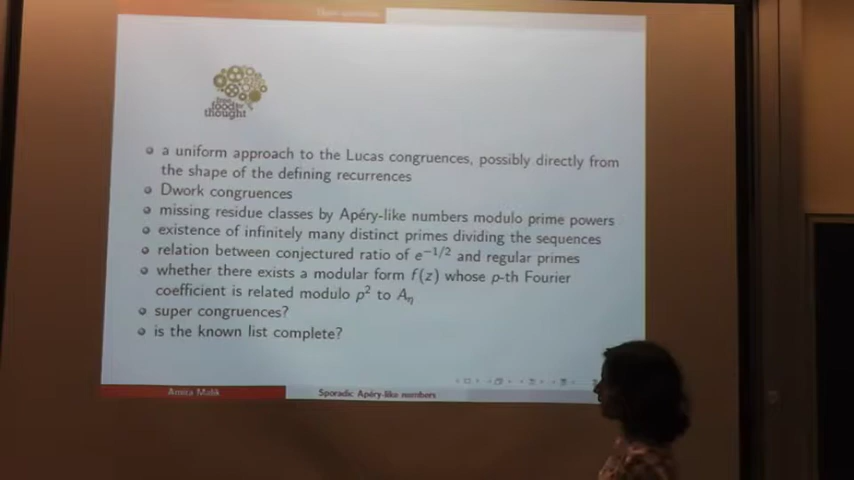 food for
thought
a uniform approach to the Lucas congruences, possibly directly from
the shape of the defining recurrences
Dwork congruences
missing residue classes by Apéry-like numbers modulo prime powers
existence of infinitely many distinct primes dividing the sequences
relation between conjectured ratio of e^{−1/2} and regular primes
whether there exists a modular form f(z) whose p-th Fourier
coefficient is related modulo p² to A_η
super congruences?
is the known list complete?
Amita Malik
Sporadic Apéry-like numbers